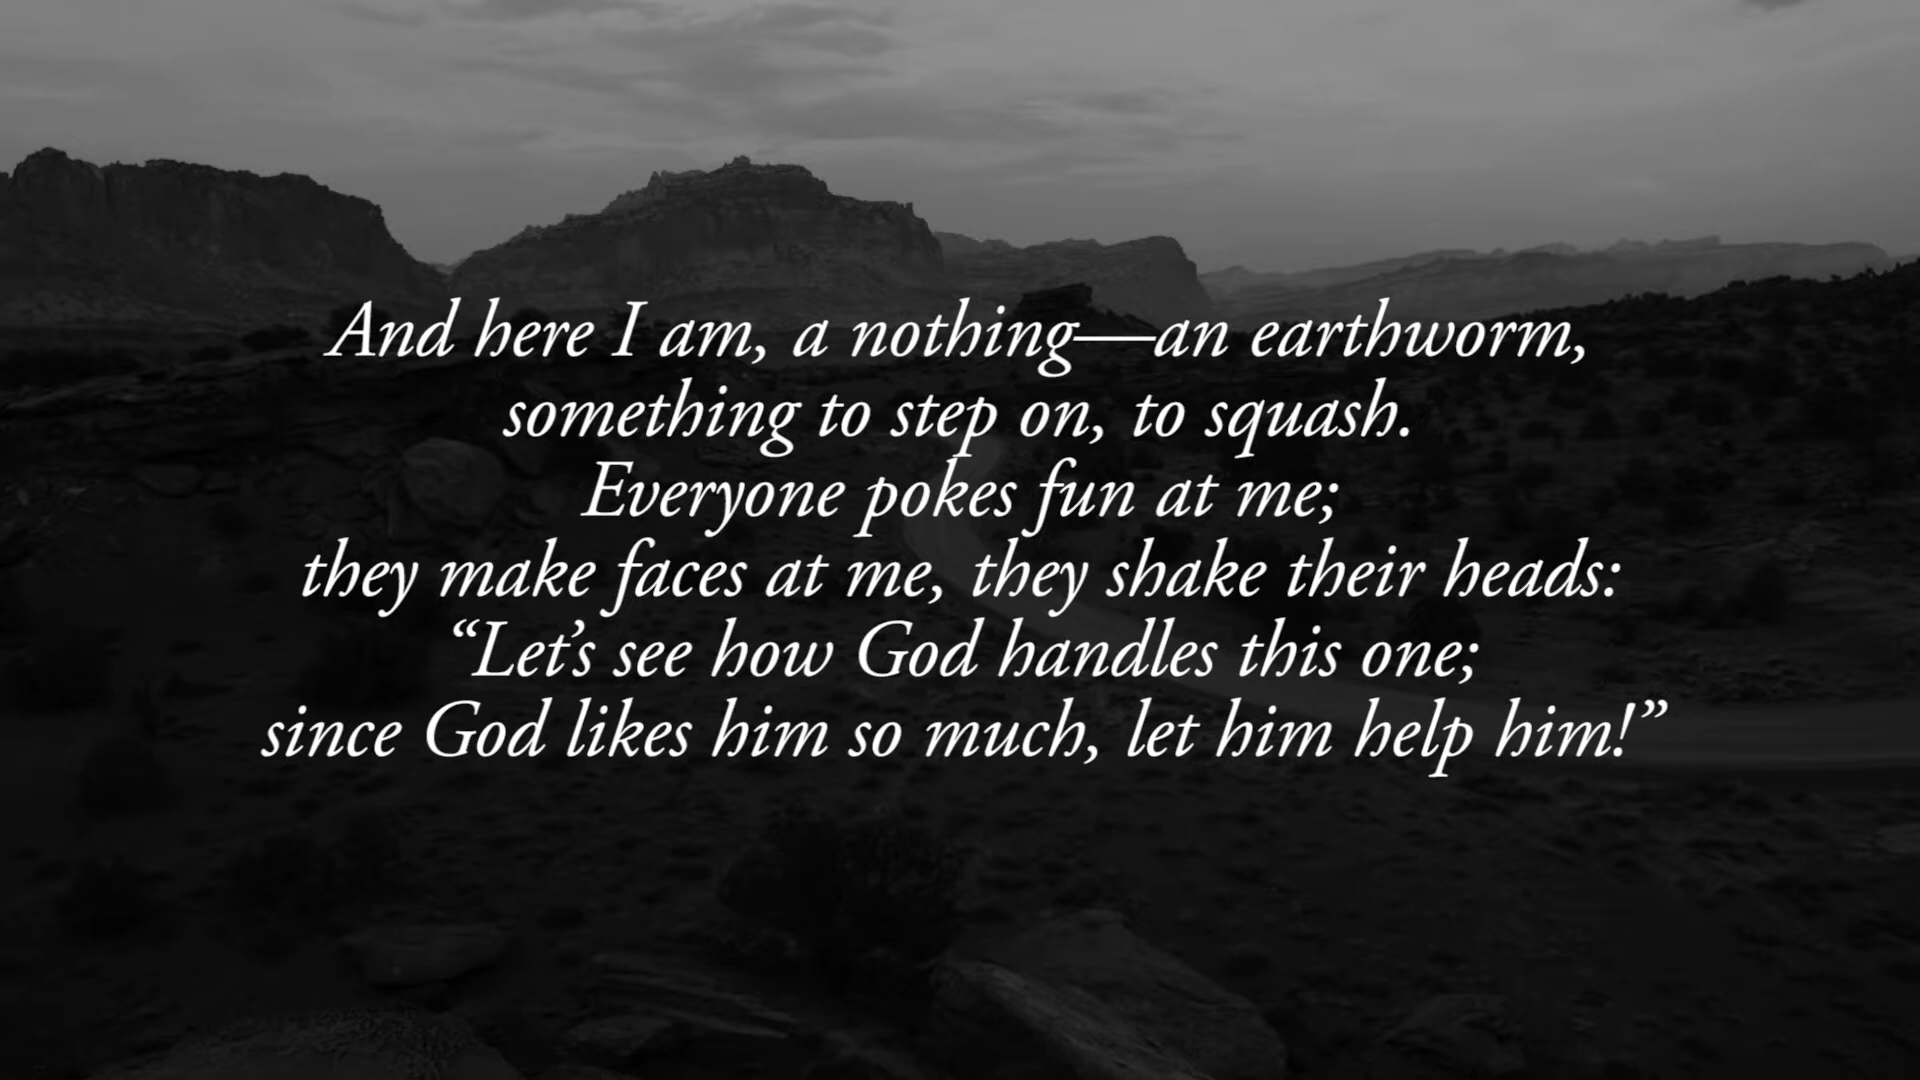 And here I am, a nothing—an earthworm,
something to step on, to squash.
Everyone pokes fun at me;
they make faces at me, they shake their heads:
“Let’s see how God handles this one;
since God likes him so much, let him help him!”